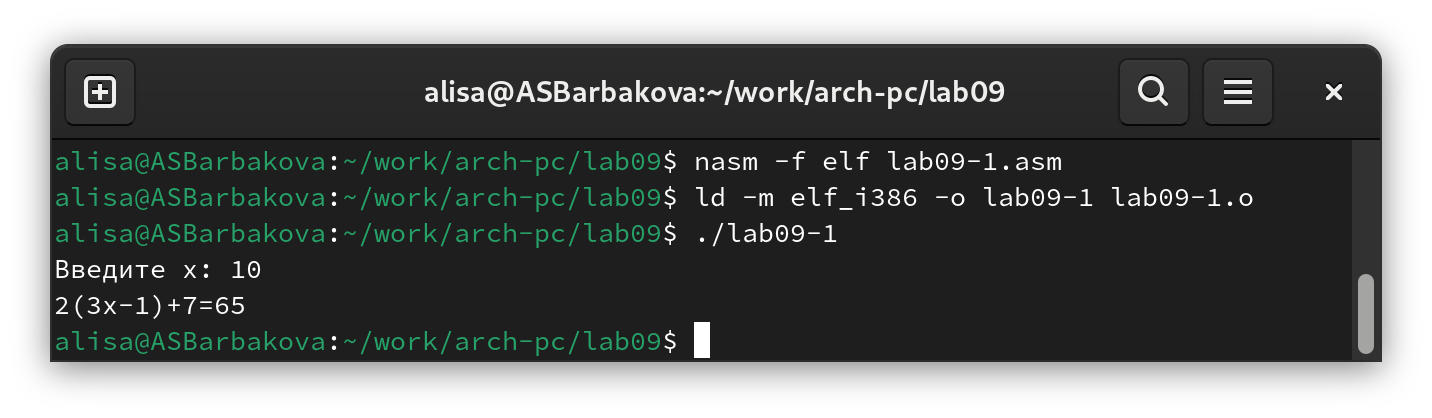 alisa@ASBarbakova:~/work/arch-pc/lab09
alisa@ASBarbakova:~/work/arch-pc/lab09$ nasm -f elf lab09-1.asm
alisa@ASBarbakova:~/work/arch-pc/lab09$ ld -m elf_i386 -o lab09-1 lab09-1.o
alisa@ASBarbakova:~/work/arch-pc/lab09$ ./lab09-1
Введите x: 10
2(3x-1)+7=65
alisa@ASBarbakova:~/work/arch-pc/lab09$